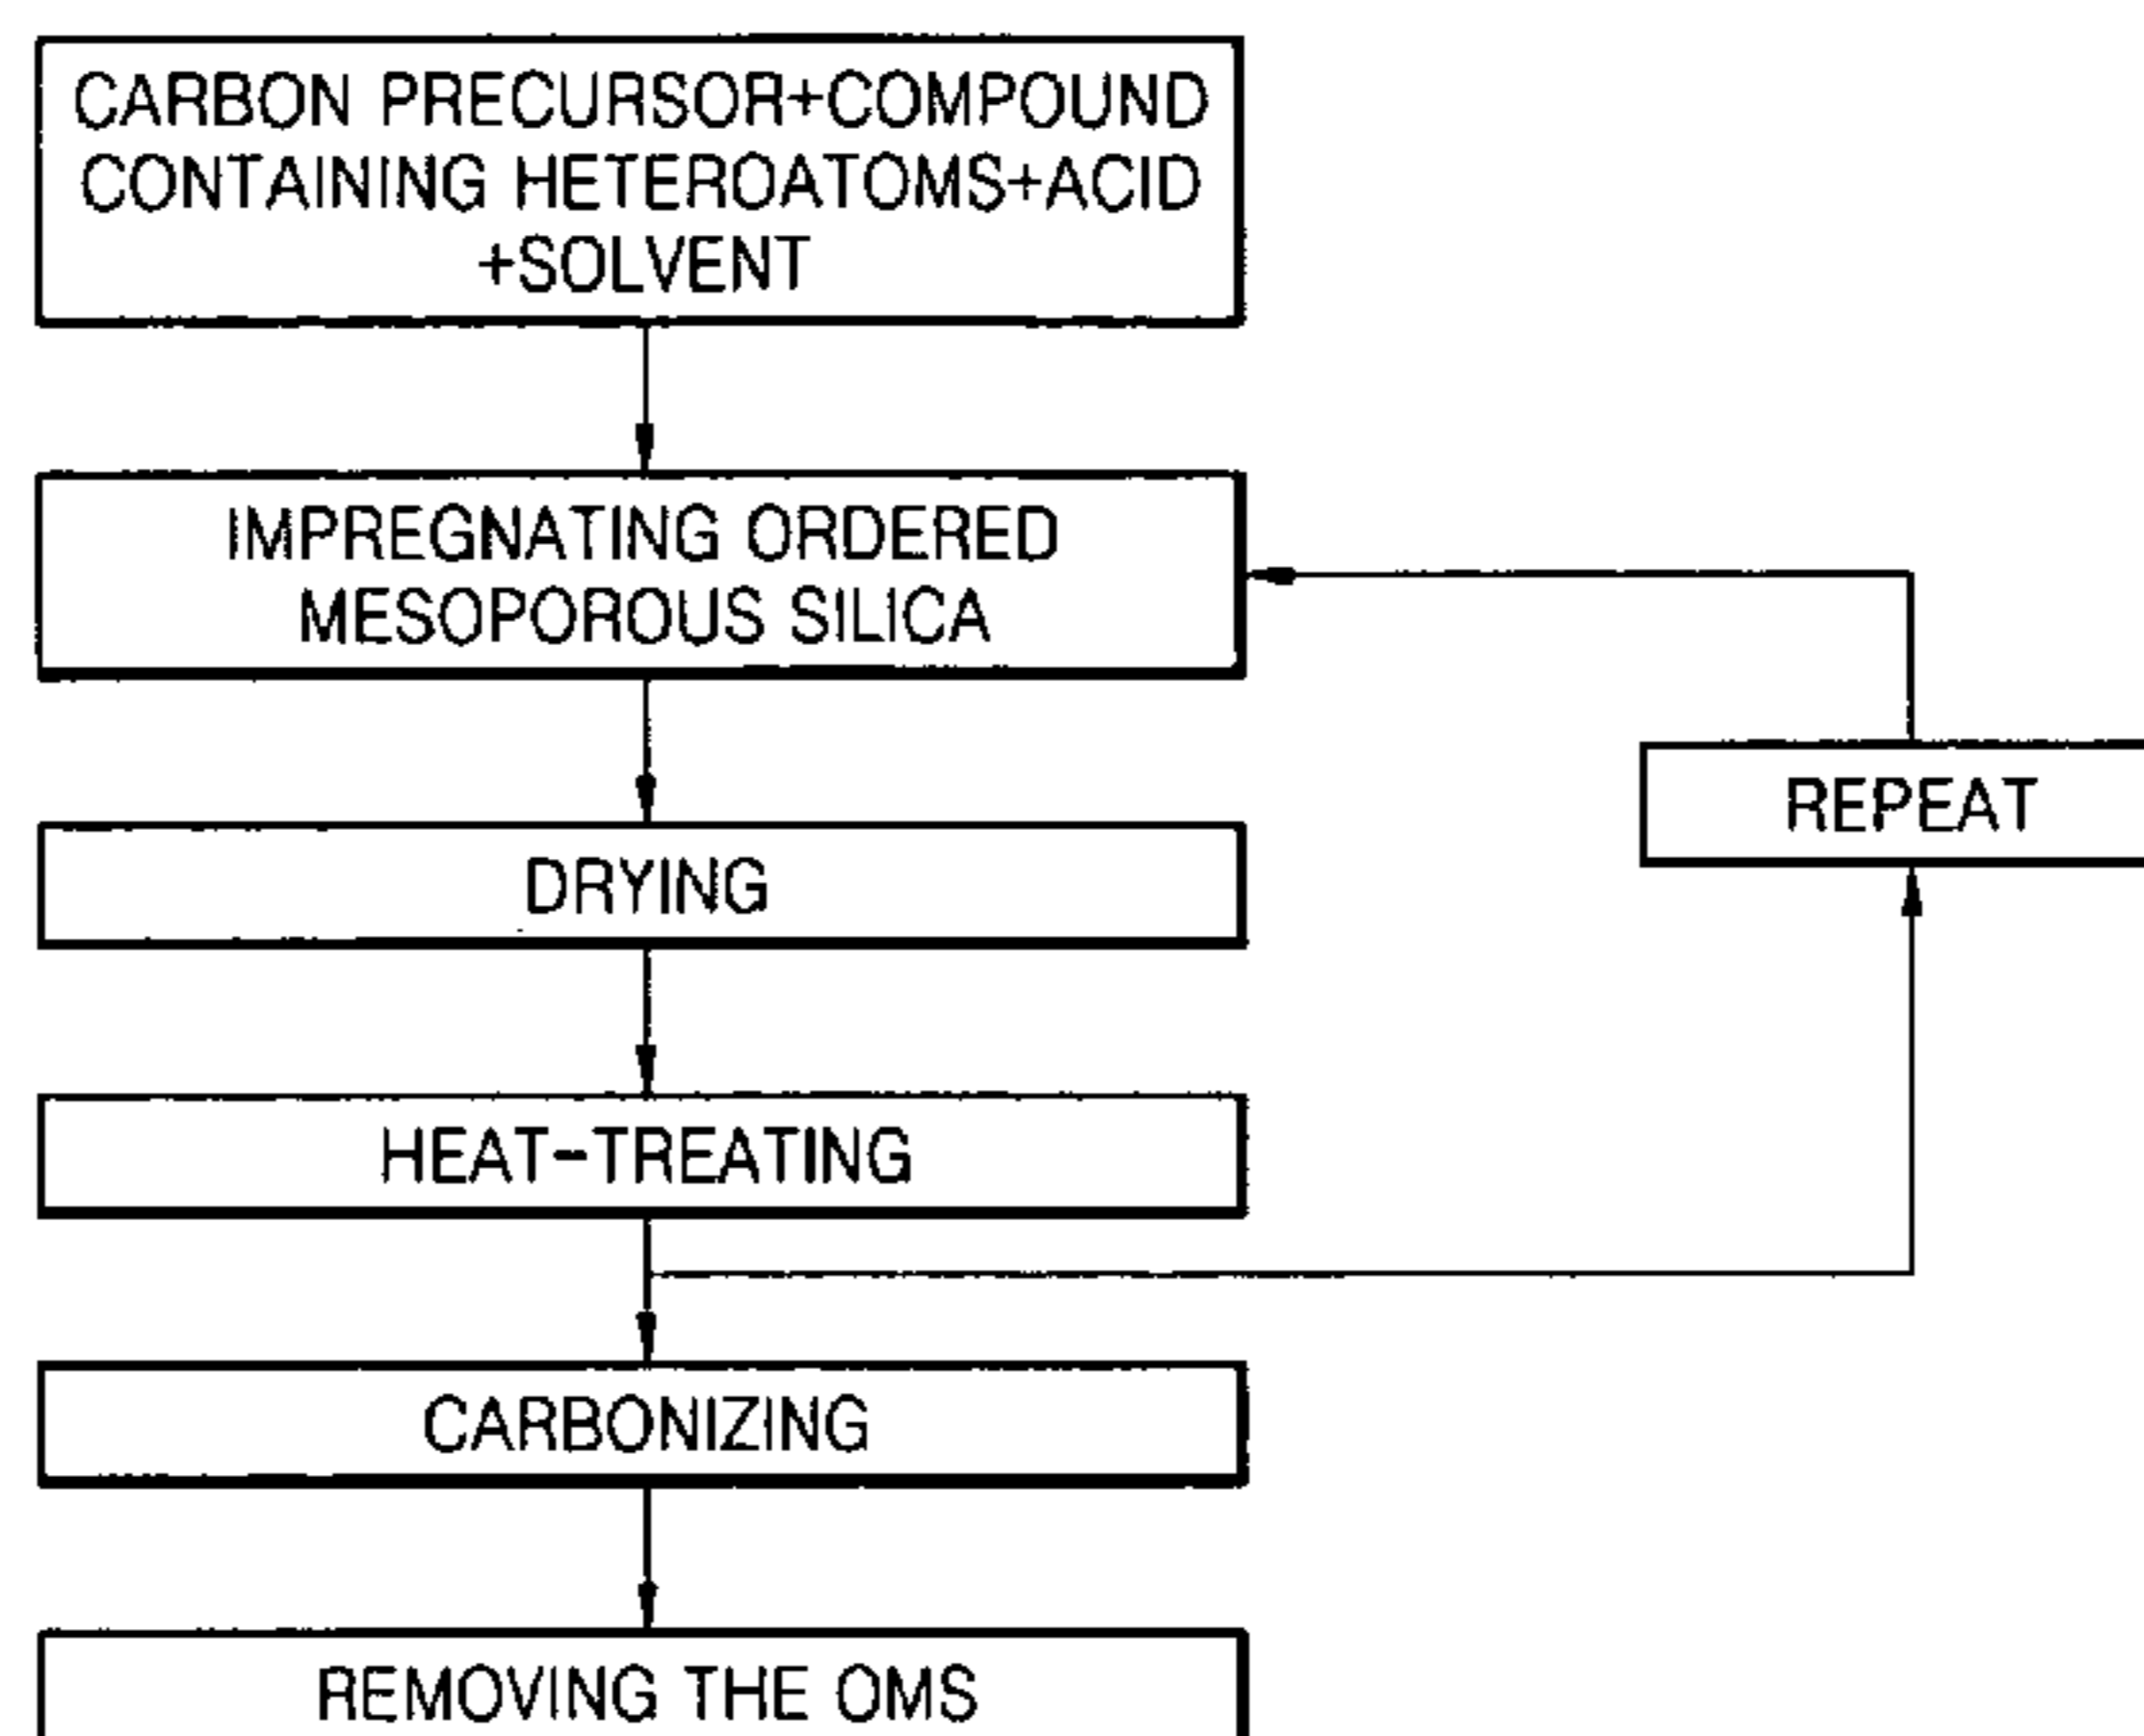 CARBON PRECURSOR+COMPOUND
CONTAINING HETEROATOMS+ACID
+SOLVENT
IMPREGNATING ORDERED
MESOPOROUS SILICA
REPEAT
DRYING
HEAT-TREATING
CARBONIZING
REMOVING THE OMS